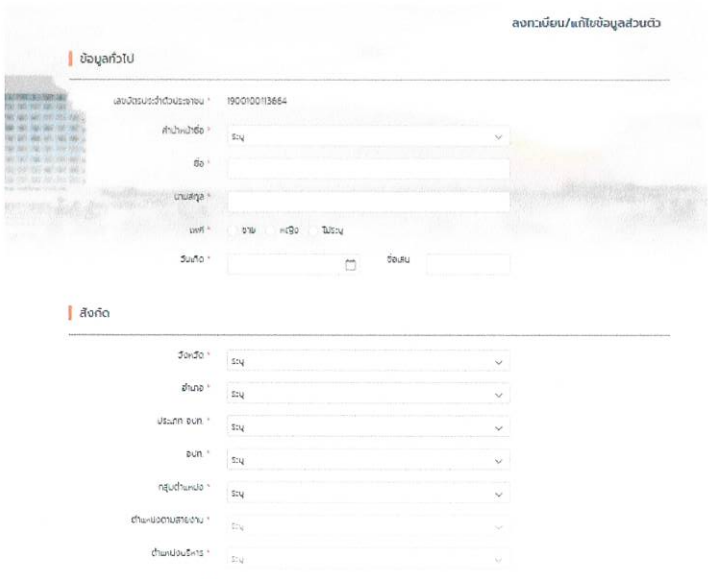 ลงทะเบียน/แก้ไขข้อมูลส่วนตัว
ข้อมูลทั่วไป
เลขบัตรประจำตัวประชาชน * 1900100113664
คำนำหน้าชื่อ * ระบุ
ชื่อ *
นามสกุล *
เพศ * ชาย หญิง ไม่ระบุ
วันเกิด * ชื่อเล่น
สังกัด
จังหวัด * ระบุ
อำเภอ * ระบุ
ประเภท อปท. * ระบุ
อปท. * ระบุ
กลุ่มตำแหน่ง * ระบุ
ตำแหน่งตามสายงาน * ระบุ
ตำแหน่งบริหาร * ระบุ